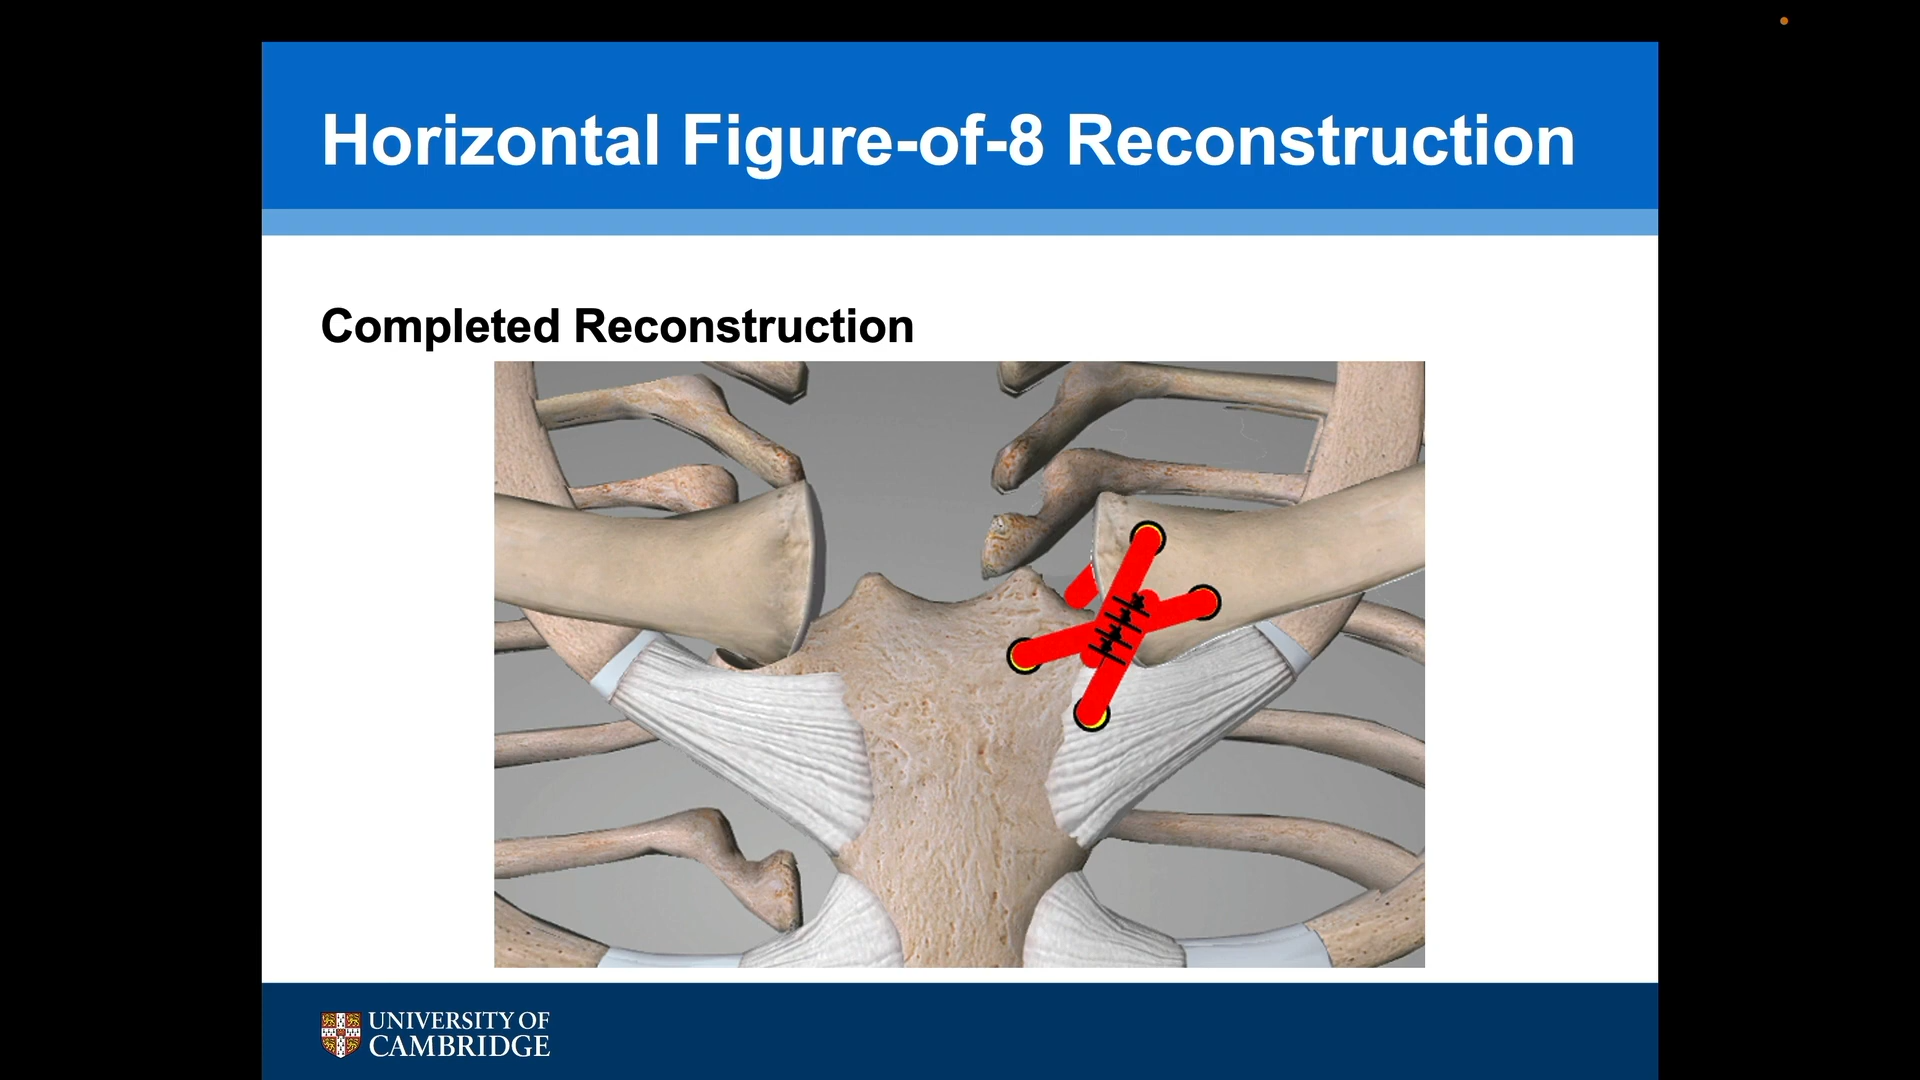 Horizontal Figure-of-8 Reconstruction
Completed Reconstruction
UNIVERSITY OF
CAMBRIDGE